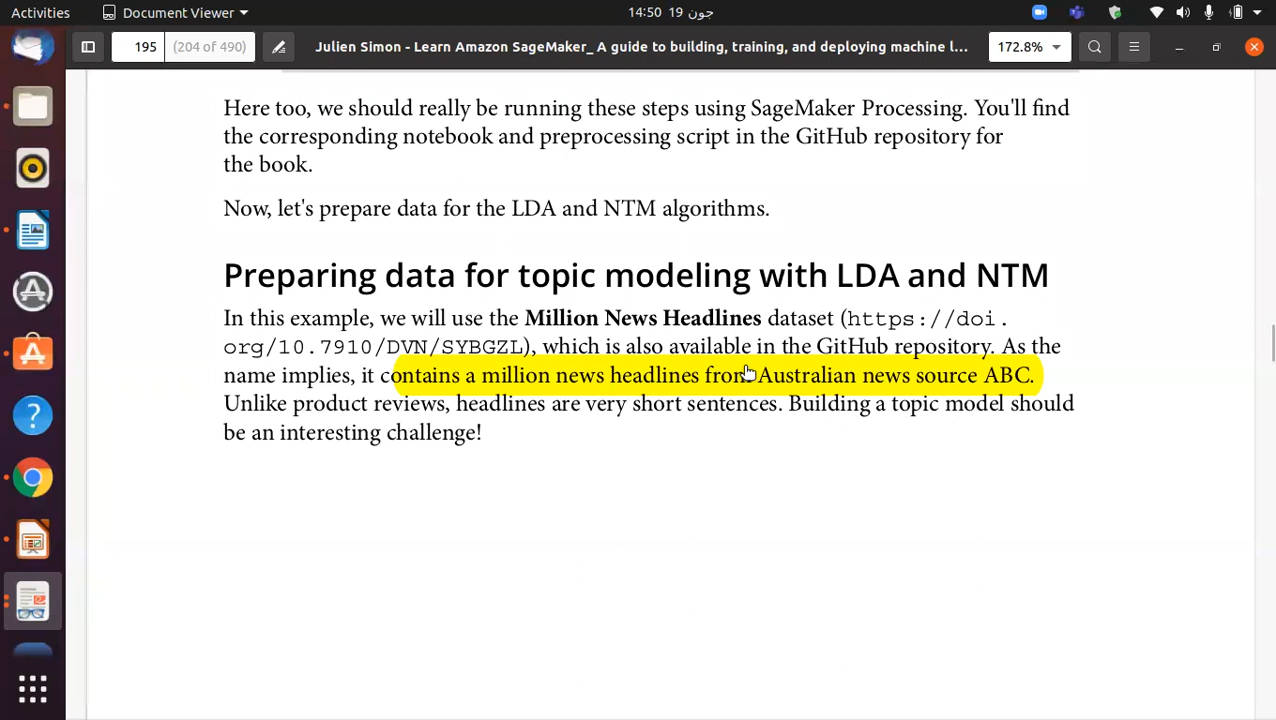 Activities Document Viewer 14:50 19 جون
195 (204 of 490) Julien Simon - Learn Amazon SageMaker_ A guide to building, training, and deploying machine l... 172.8%
Here too, we should really be running these steps using SageMaker Processing. You'll find
the corresponding notebook and preprocessing script in the GitHub repository for
the book.
Now, let's prepare data for the LDA and NTM algorithms.
Preparing data for topic modeling with LDA and NTM
In this example, we will use the Million News Headlines dataset (https://doi.
org/10.7910/DVN/SYBGZL), which is also available in the GitHub repository. As the
name implies, it contains a million news headlines from Australian news source ABC.
Unlike product reviews, headlines are very short sentences. Building a topic model should
be an interesting challenge!